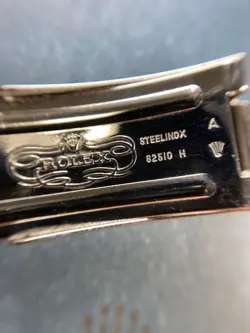 ROLEX
STEELINOX
62510 H
A